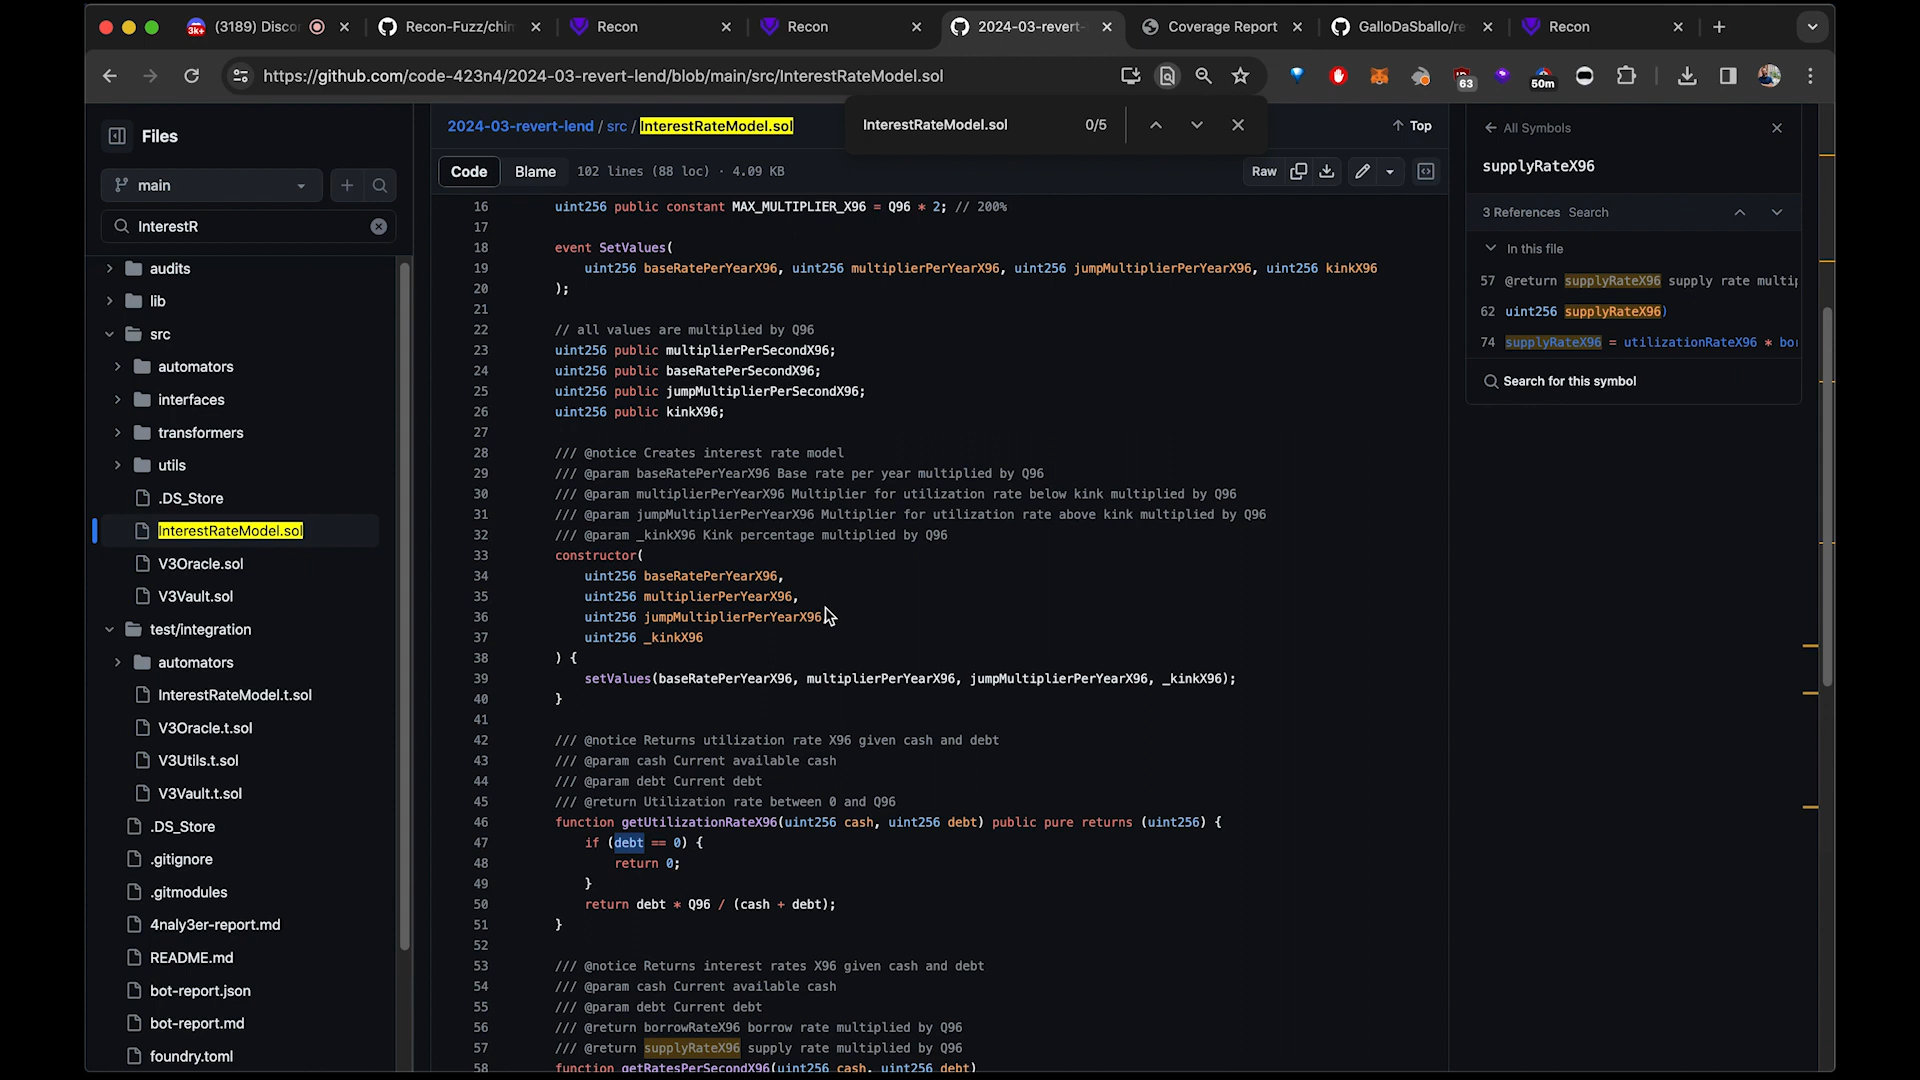 (3189) Disco
Recon-Fuzz/chim
Recon
Recon
2024-03-revert-
Coverage Report
GalloDaSballo/re
Recon
https://github.com/code-423n4/2024-03-revert-lend/blob/main/src/InterestRateModel.sol
63
50m
Files
main
InterestR
audits
lib
src
automators
interfaces
transformers
utils
.DS_Store
InterestRateModel.sol
V3Oracle.sol
V3Vault.sol
test/integration
automators
InterestRateModel.t.sol
V3Oracle.t.sol
V3Utils.t.sol
V3Vault.t.sol
.DS_Store
.gitignore
.gitmodules
4naly3er-report.md
README.md
bot-report.json
bot-report.md
foundry.toml
2024-03-revert-lend / src / InterestRateModel.sol
InterestRateModel.sol 0/5
Top
Code Blame 102 lines (88 loc) · 4.09 KB
Raw
16 uint256 public constant MAX_MULTIPLIER_X96 = Q96 * 2; // 200%
17
18 event SetValues(
19 uint256 baseRatePerYearX96, uint256 multiplierPerYearX96, uint256 jumpMultiplierPerYearX96, uint256 kinkX96
20 );
21
22 // all values are multiplied by Q96
23 uint256 public multiplierPerSecondX96;
24 uint256 public baseRatePerSecondX96;
25 uint256 public jumpMultiplierPerSecondX96;
26 uint256 public kinkX96;
27
28 /// @notice Creates interest rate model
29 /// @param baseRatePerYearX96 Base rate per year multiplied by Q96
30 /// @param multiplierPerYearX96 Multiplier for utilization rate below kink multiplied by Q96
31 /// @param jumpMultiplierPerYearX96 Multiplier for utilization rate above kink multiplied by Q96
32 /// @param _kinkX96 Kink percentage multiplied by Q96
33 constructor(
34 uint256 baseRatePerYearX96,
35 uint256 multiplierPerYearX96,
36 uint256 jumpMultiplierPerYearX96
37 uint256 _kinkX96
38 ) {
39 setValues(baseRatePerYearX96, multiplierPerYearX96, jumpMultiplierPerYearX96, _kinkX96);
40 }
41
42 /// @notice Returns utilization rate X96 given cash and debt
43 /// @param cash Current available cash
44 /// @param debt Current debt
45 /// @return Utilization rate between 0 and Q96
46 function getUtilizationRateX96(uint256 cash, uint256 debt) public pure returns (uint256) {
47 if (debt == 0) {
48 return 0;
49 }
50 return debt * Q96 / (cash + debt);
51 }
52
53 /// @notice Returns interest rates X96 given cash and debt
54 /// @param cash Current available cash
55 /// @param debt Current debt
56 /// @return borrowRateX96 borrow rate multiplied by Q96
57 /// @return supplyRateX96 supply rate multiplied by Q96
58 function getRatesPerSecondX96(uint256 cash, uint256 debt)
All Symbols
supplyRateX96
3 References Search
In this file
57 @return supplyRateX96 supply rate multip
62 uint256 supplyRateX96)
74 supplyRateX96 = utilizationRateX96 * bor
Search for this symbol